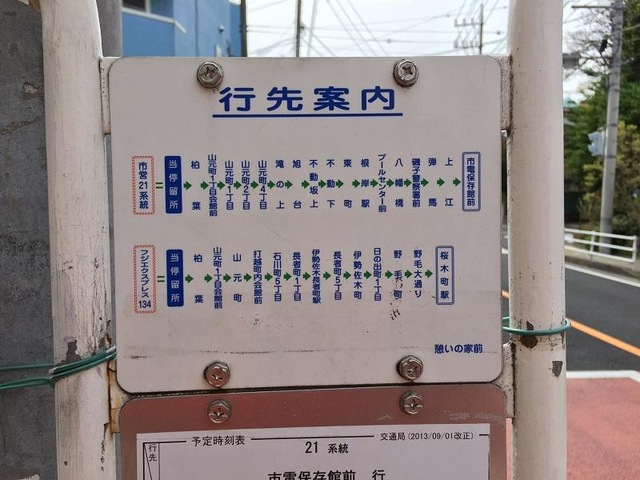 行先案内
市営21系統
当停留所
柏葉
山元町1丁目会館前
山元町1丁目
山元町2丁目
山元町4丁目
滝の上
旭台
不動坂上
不動下
東町
根岸駅
プールセンター前
八幡橋
磯子警察署前
弾馬
上江
市電保存館前
フジエクスプレス134
当停留所
柏葉
山元町1丁目会館前
山元町
打越町内会館前
石川町5丁目
長者町1丁目
伊勢佐木長者町駅
長者町5丁目
伊勢佐木町
日の出町1丁目
野毛町
野毛大通り
桜木町駅
憩いの家前
予定時刻表
21 系統
交通局(2013/09/01改正)
行先
市電保存館前 行